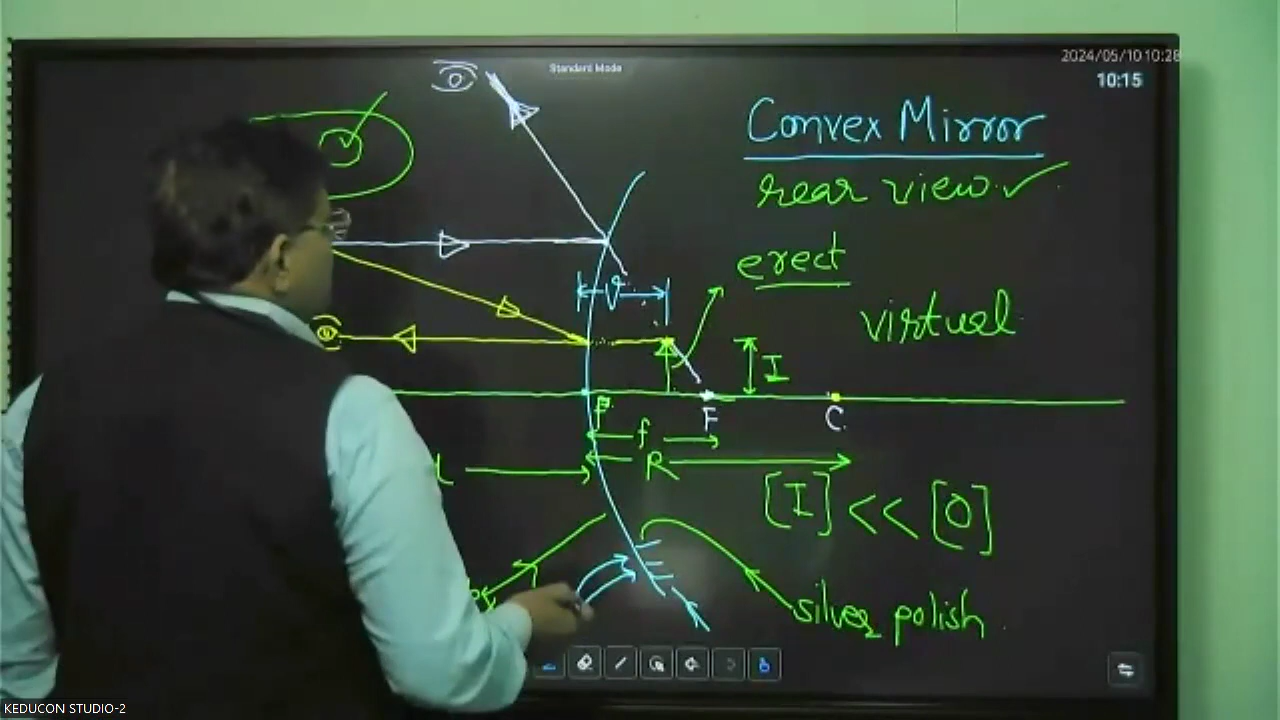 2024/05/10 10:28
Standard Mode
10:15
Convex Mirror
rear view ✓
erect
virtual
v
I
P
F
C
f
R
[I] << [O]
silver polish
KEDUCON STUDIO-2